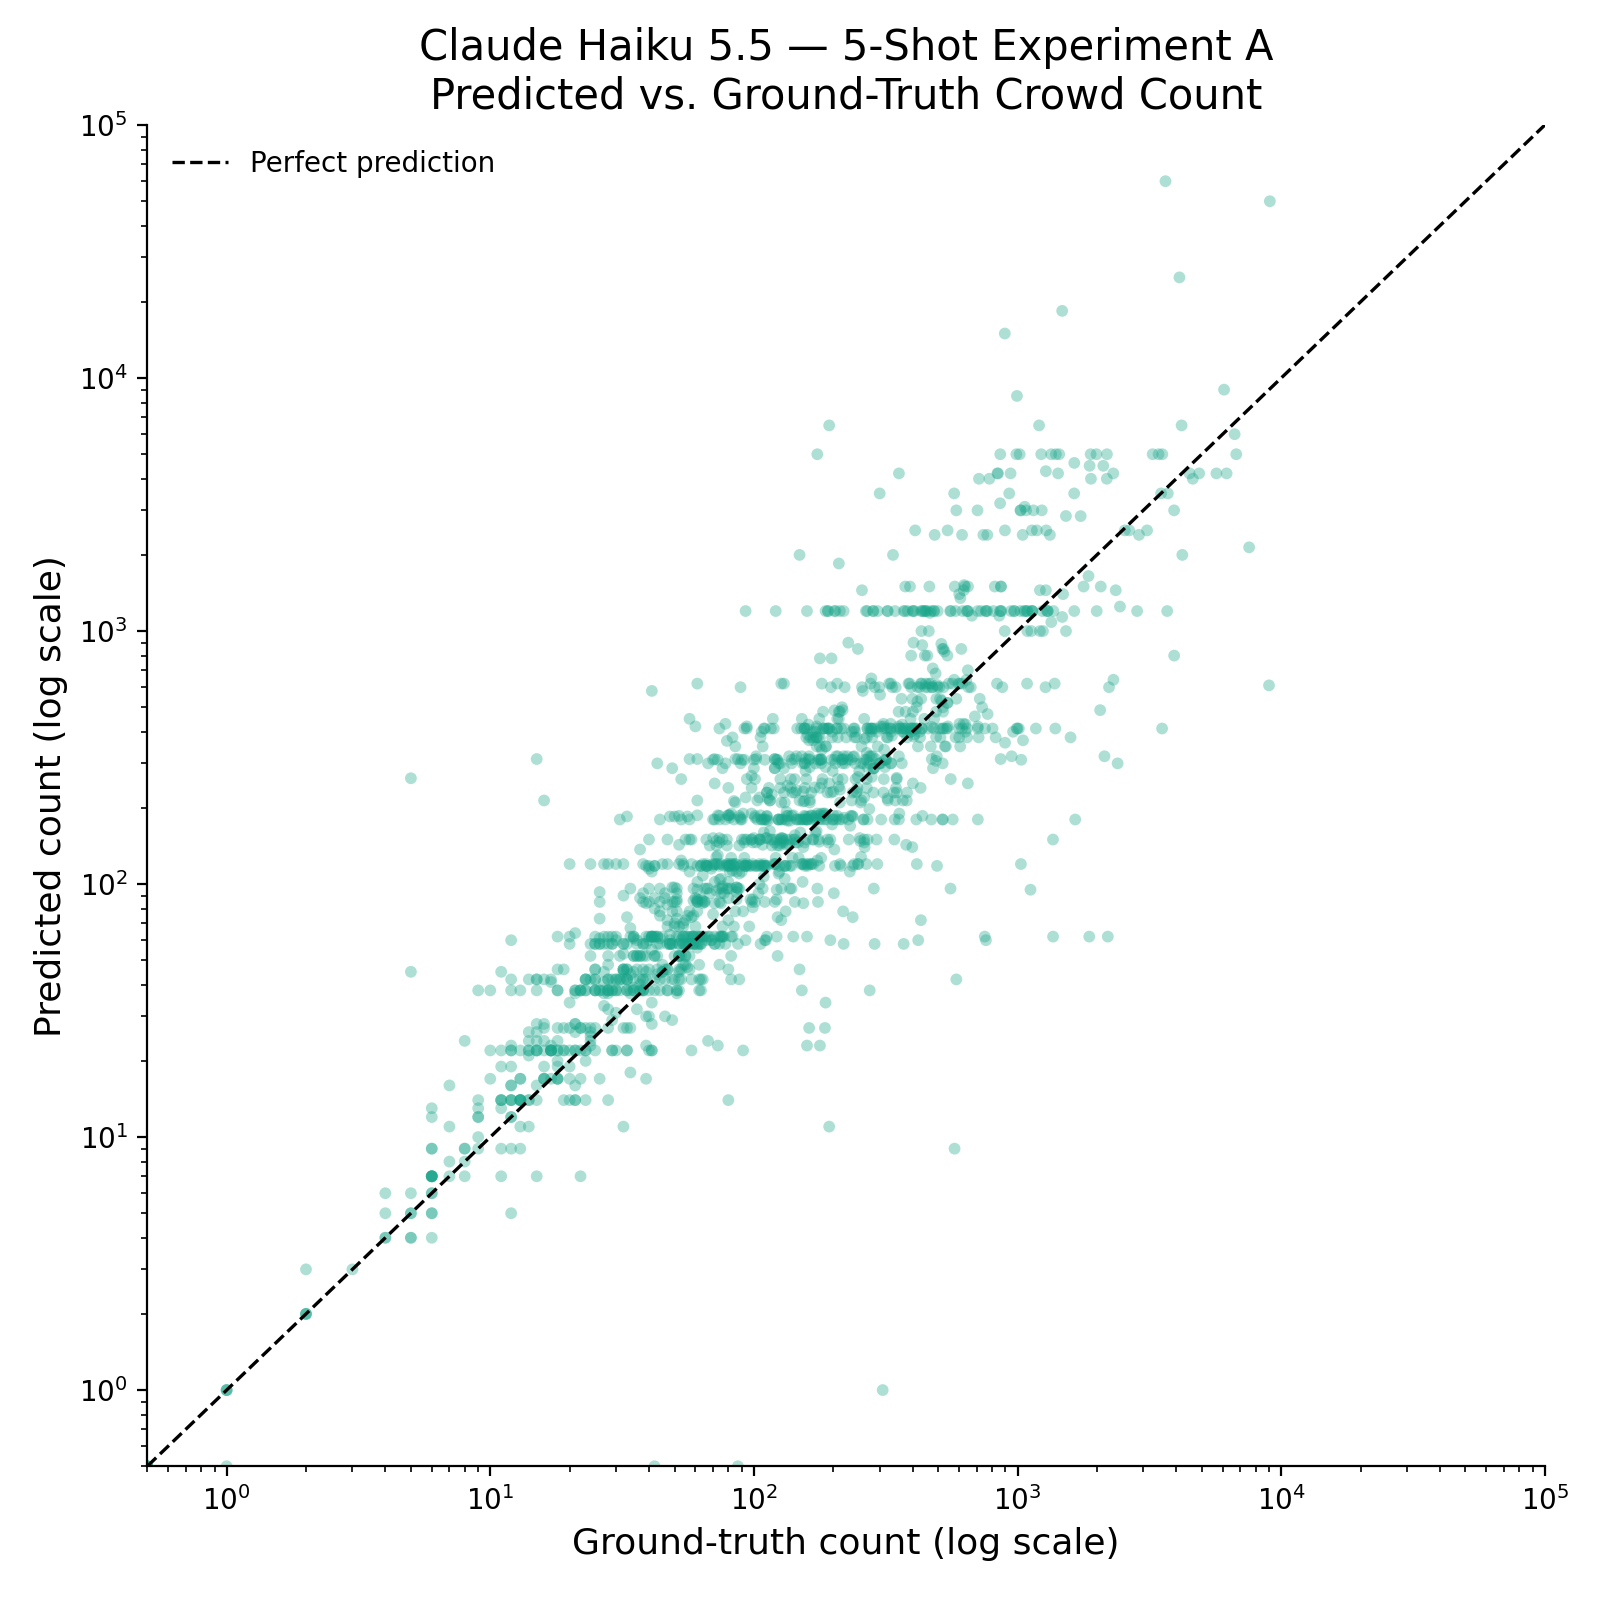 Claude Haiku 5.5 — 5-Shot Experiment A
Predicted vs. Ground-Truth Crowd Count
Perfect prediction
Predicted count (log scale)
10⁵
10⁴
10³
10²
10¹
10⁰
10⁰ 10¹ 10² 10³ 10⁴ 10⁵
Ground-truth count (log scale)